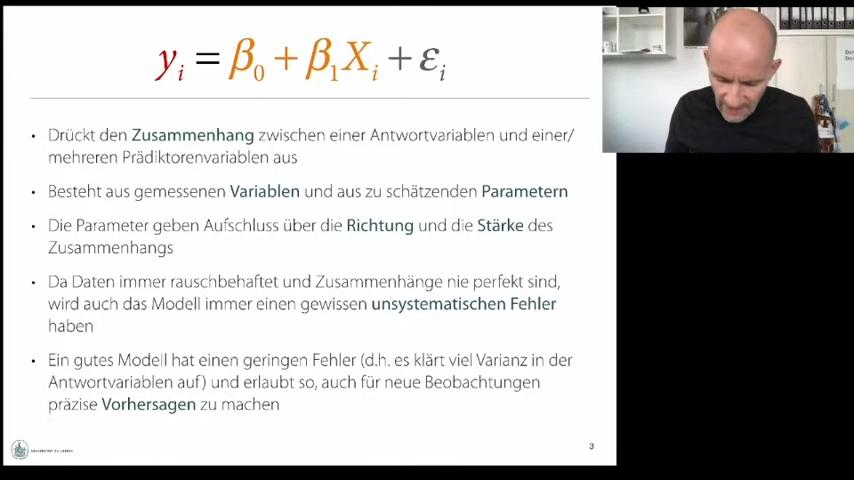 yᵢ = β₀ + β₁Xᵢ + εᵢ
• Drückt den Zusammenhang zwischen einer Antwortvariablen und einer/
mehreren Prädiktorenvariablen aus
• Besteht aus gemessenen Variablen und aus zu schätzenden Parametern
• Die Parameter geben Aufschluss über die Richtung und die Stärke des
Zusammenhangs
• Da Daten immer rauschbehaftet und Zusammenhänge nie perfekt sind,
wird auch das Modell immer einen gewissen unsystematischen Fehler
haben
• Ein gutes Modell hat einen geringen Fehler (d.h. es klärt viel Varianz in der
Antwortvariablen auf) und erlaubt so, auch für neue Beobachtungen
präzise Vorhersagen zu machen
UNIVERSITÄT ZU LÜBECK
3